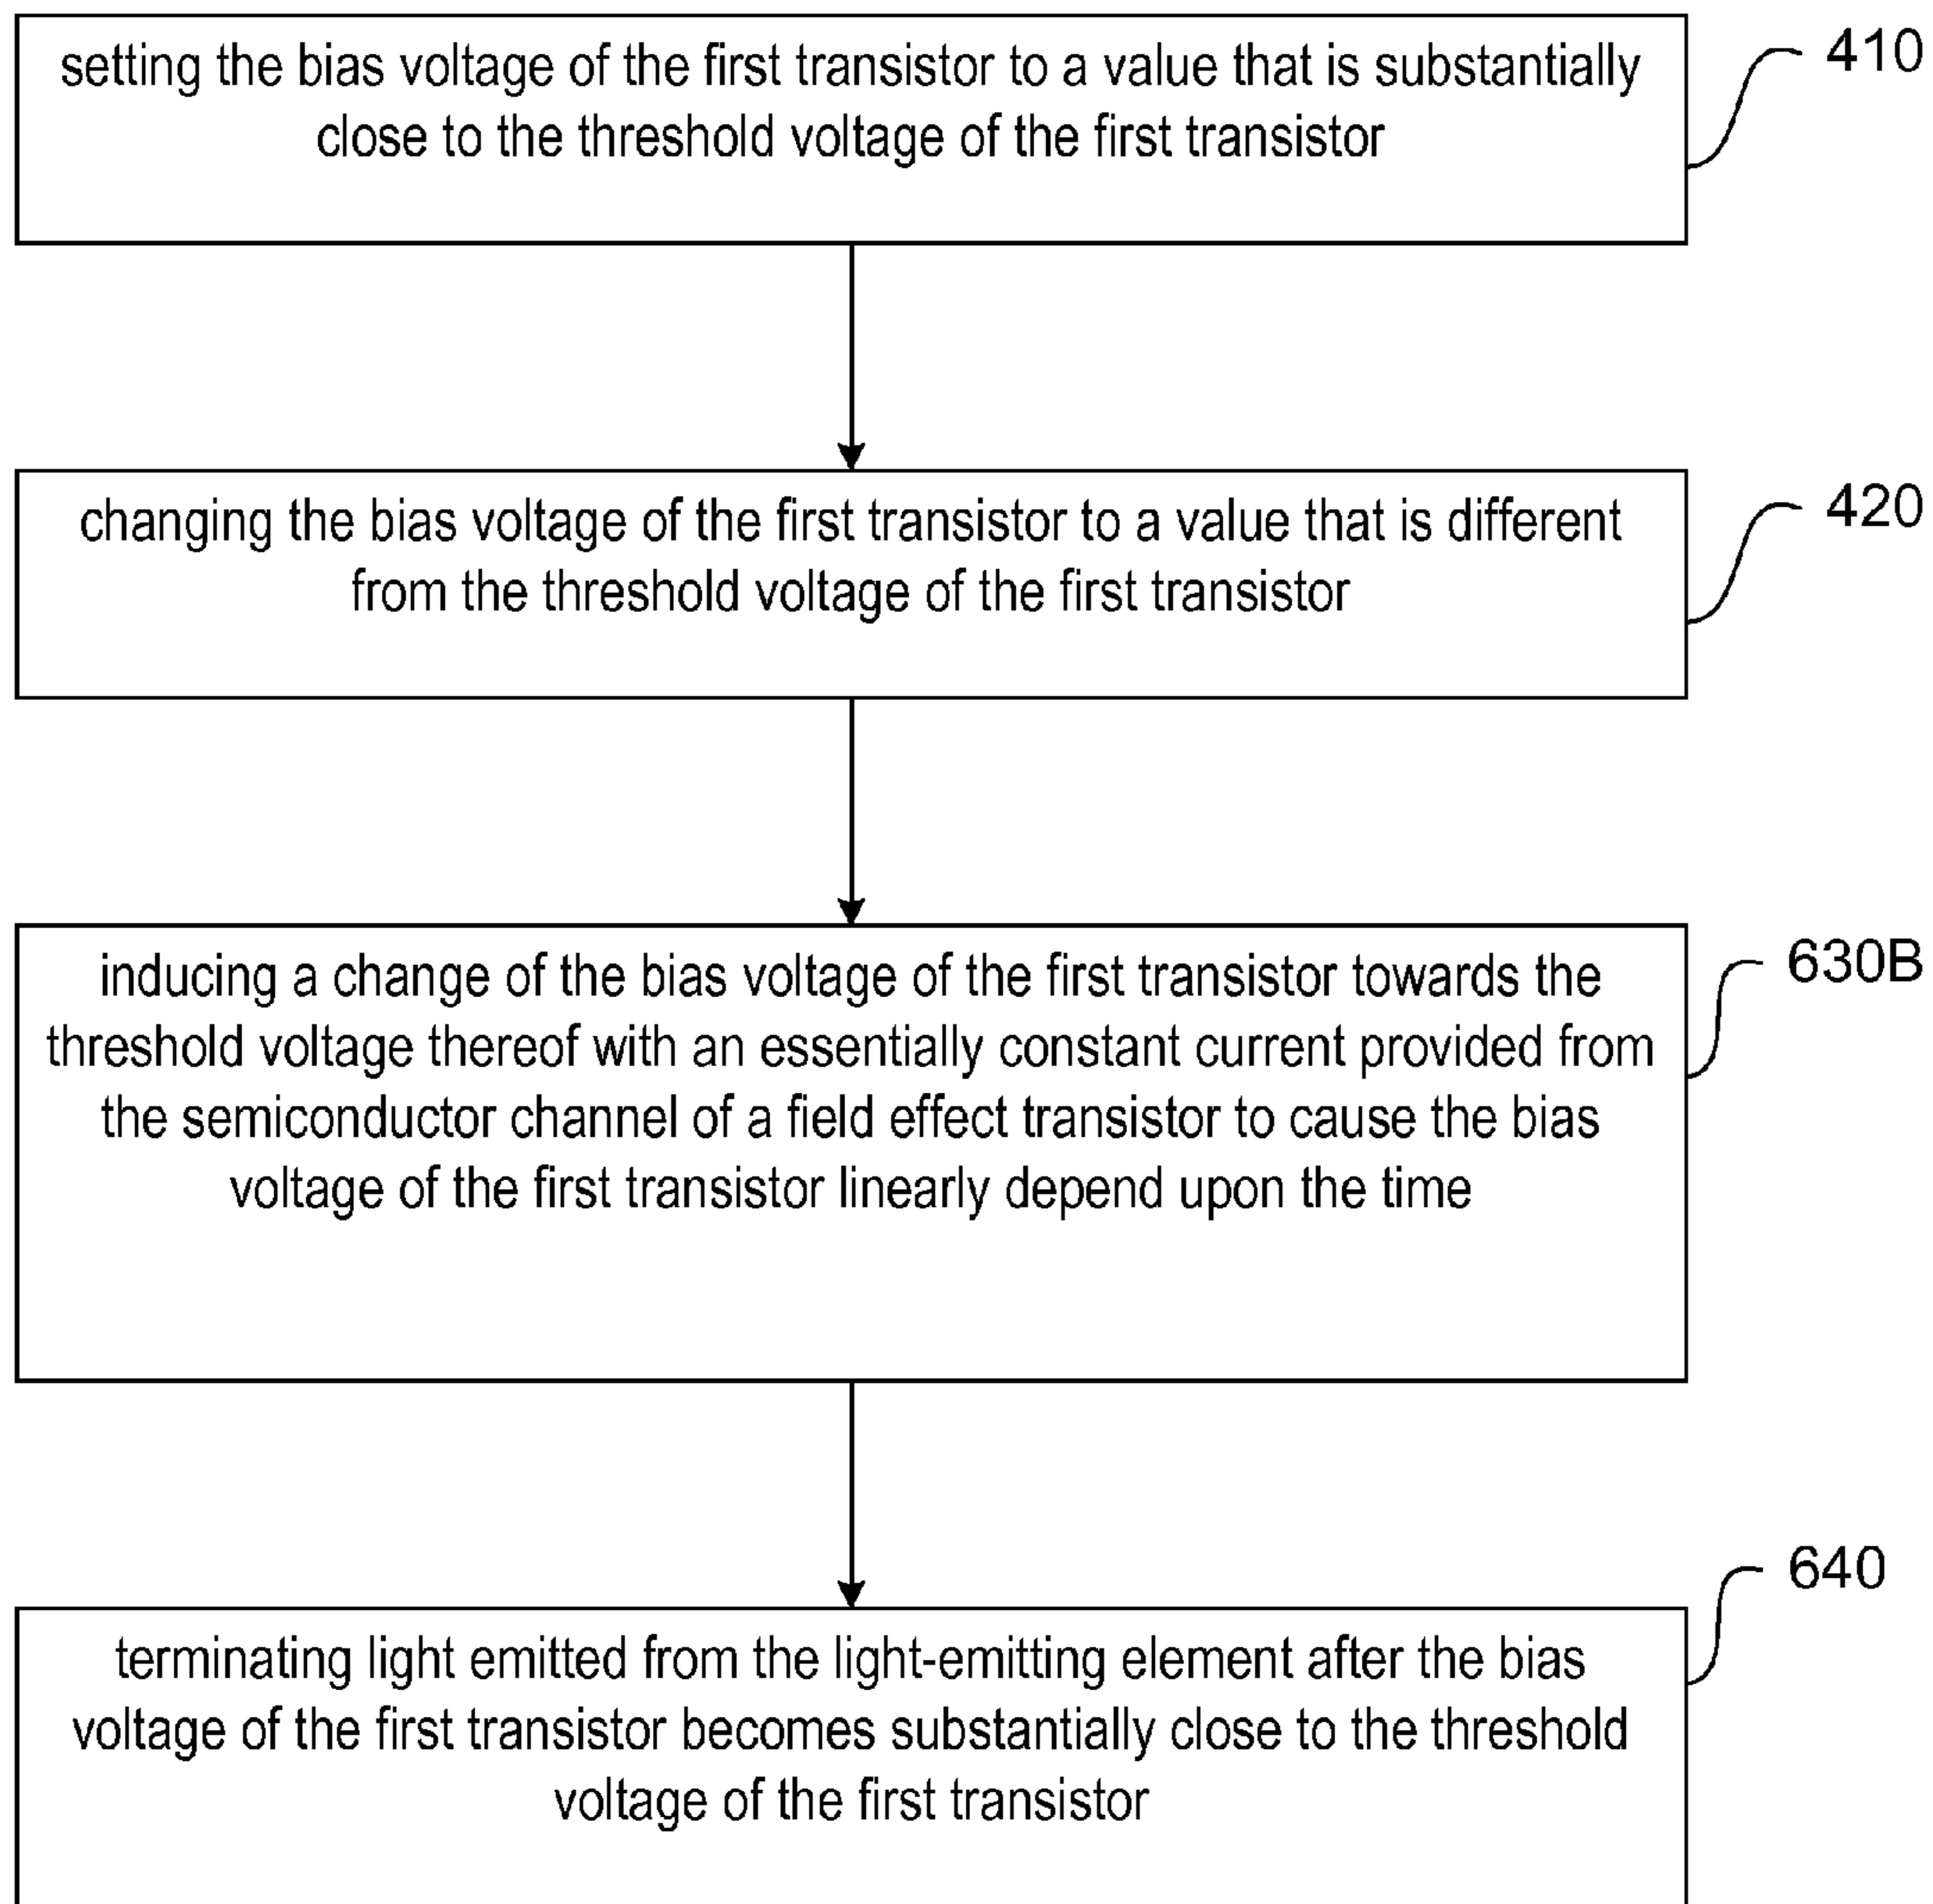 setting the bias voltage of the first transistor to a value that is substantially
close to the threshold voltage of the first transistor
410
changing the bias voltage of the first transistor to a value that is different
from the threshold voltage of the first transistor
420
inducing a change of the bias voltage of the first transistor towards the
threshold voltage thereof with an essentially constant current provided from
the semiconductor channel of a field effect transistor to cause the bias
voltage of the first transistor linearly depend upon the time
630B
terminating light emitted from the light-emitting element after the bias
voltage of the first transistor becomes substantially close to the threshold
voltage of the first transistor
640